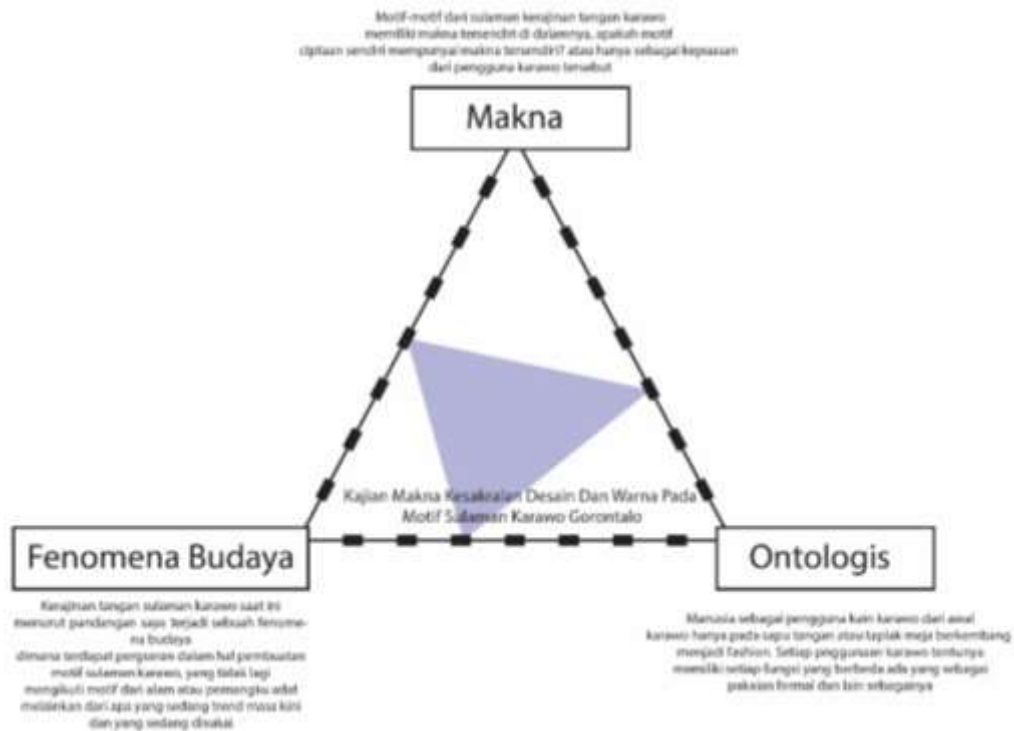 Motif-motif dari sulaman kerajinan tangan karawo
memiliki makna tersendiri di dalamnya, apakah motif
ciptaan sendiri mempunyai makna tersendiri? atau hanya sebagai kepuasan
dari pengguna karawo tersebut
Makna
Kajian Makna Kesakralan Desain Dan Warna Pada
Motif Sulaman Karawo Gorontalo
Fenomena Budaya
Ontologis
Kerajinan tangan sulaman karawo saat ini
menurut pandangan saya terjadi sebuah fenome-
na budaya
dimana terdapat pergeseran dalam hal pembuatan
motif sulaman karawo, yang tidak lagi
mengikuti motif dari alam atau pemangku adat
melainkan dari apa yang sedang trend masa kini
dan yang sedang disukai
Manusia sebagai pengguna kain karawo dari awal
karawo hanya pada sapu tangan atau taplak meja berkembang
menjadi fashion. Setiap penggunaan karawo tentunya
memiliki setiap fungsi yang berbeda ada yang sebagai
pakaian formal dan lain sebagainya